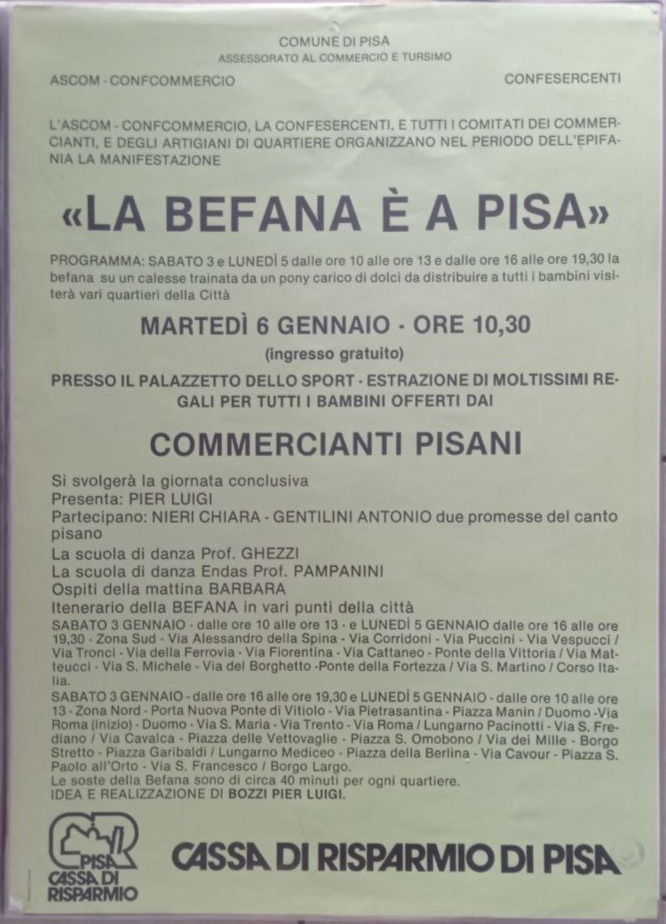 COMUNE DI PISA
ASSESSORATO AL COMMERCIO E TURSIMO
ASCOM - CONFCOMMERCIO CONFESERCENTI
L'ASCOM - CONFCOMMERCIO, LA CONFESERCENTI, E TUTTI I COMITATI DEI COMMER-
CIANTI, E DEGLI ARTIGIANI DI QUARTIERE ORGANIZZANO NEL PERIODO DELL'EPIFA-
NIA LA MANIFESTAZIONE
«LA BEFANA È A PISA»
PROGRAMMA: SABATO 3 e LUNEDÌ 5 dalle ore 10 alle ore 13 e dalle ore 16 alle ore 19,30 la
befana su un calesse trainata da un pony carico di dolci da distribuire a tutti i bambini visi-
terà vari quartieri della Città
MARTEDÌ 6 GENNAIO - ORE 10,30
(ingresso gratuito)
PRESSO IL PALAZZETTO DELLO SPORT - ESTRAZIONE DI MOLTISSIMI RE-
GALI PER TUTTI I BAMBINI OFFERTI DAI
COMMERCIANTI PISANI
Si svolgerà la giornata conclusiva
Presenta: PIER LUIGI
Partecipano: NIERI CHIARA - GENTILINI ANTONIO due promesse del canto
pisano
La scuola di danza Prof. GHEZZI
La scuola di danza Endas Prof. PAMPANINI
Ospiti della mattina BARBARA
Itenerario della BEFANA in vari punti della città
SABATO 3 GENNAIO - dalle ore 10 alle ore 13 - e LUNEDÌ 5 GENNAIO dalle ore 16 alle ore
19,30 - Zona Sud - Via Alessandro della Spina - Via Corridoni - Via Puccini - Via Vespucci /
Via Tronci - Via della Ferrovia - Via Fiorentina - Via Cattaneo - Ponte della Vittoria / Via Mat-
teucci - Via S. Michele - Via del Borghetto -Ponte della Fortezza / Via S. Martino / Corso Ita-
lia.
SABATO 3 GENNAIO - dalle ore 16 alle ore 19,30 e LUNEDÌ 5 GENNAIO - dalle ore 10 alle ore
13 - Zona Nord - Porta Nuova Ponte di Vitiolo - Via Pietrasantina - Piazza Manin / Duomo -Via
Roma (inizio) - Duomo - Via S. Maria - Via Trento - Via Roma / Lungarno Pacinotti - Via S. Fre-
diano / Via Cavalca - Piazza delle Vettovaglie - Piazza S. Omobono / Via dei Mille - Borgo
Stretto - Piazza Garibaldi / Lungarno Mediceo - Piazza della Berlina - Via Cavour - Piazza S.
Paolo all'Orto - Via S. Francesco / Borgo Largo.
Le soste della Befana sono di circa 40 minuti per ogni quartiere.
IDEA E REALIZZAZIONE DI BOZZI PIER LUIGI.
CR
PISA
CASSA DI
RISPARMIO
CASSA DI RISPARMIO DI PISA